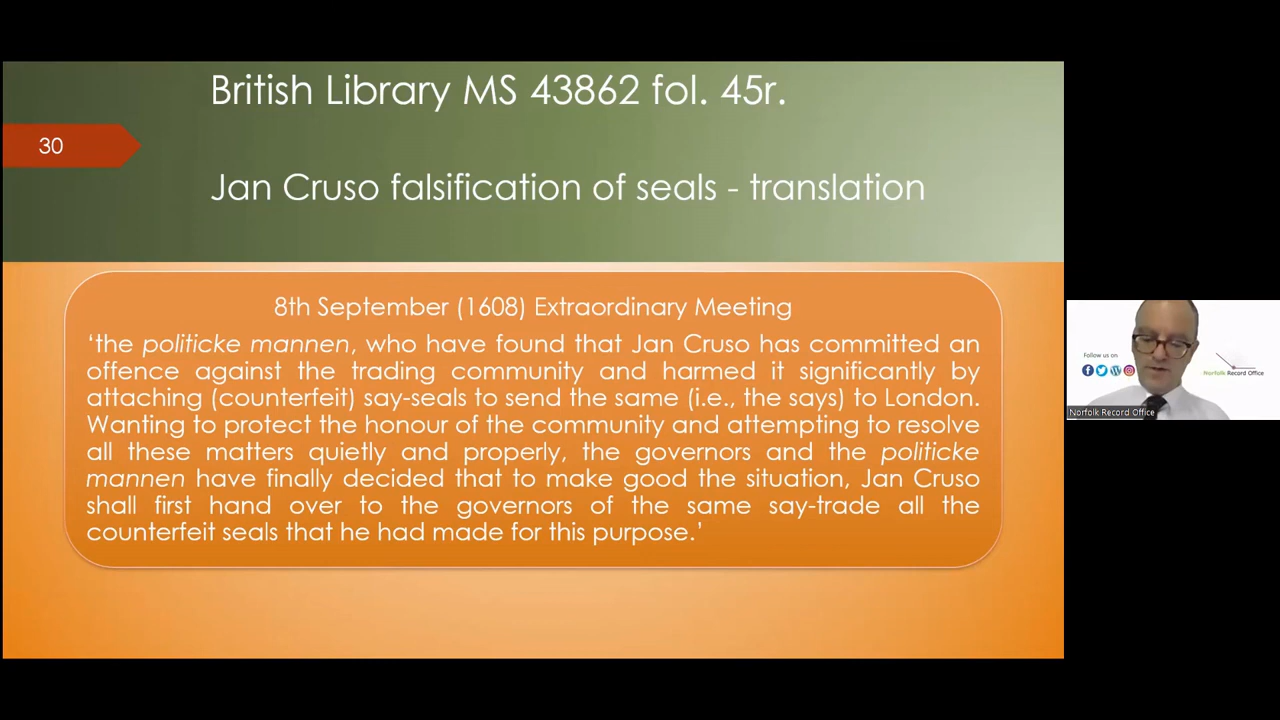 British Library MS 43862 fol. 45r.
30
Jan Cruso falsification of seals - translation
8th September (1608) Extraordinary Meeting
‘the politicke mannen, who have found that Jan Cruso has committed an
offence against the trading community and harmed it significantly by
attaching (counterfeit) say-seals to send the same (i.e., the says) to London.
Wanting to protect the honour of the community and attempting to resolve
all these matters quietly and properly, the governors and the politicke
mannen have finally decided that to make good the situation, Jan Cruso
shall first hand over to the governors of the same say-trade all the
counterfeit seals that he had made for this purpose.’
Follow us on
Norfolk Record Office
Norfolk Record Office